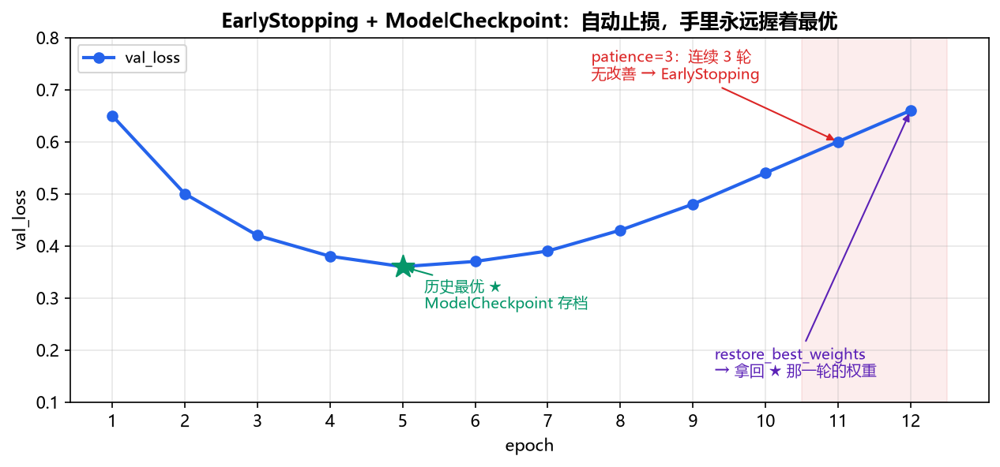 EarlyStopping + ModelCheckpoint：自动止损，手里永远握着最优
val_loss
patience=3：连续 3 轮
无改善 → EarlyStopping
历史最优 ★
ModelCheckpoint 存档
restore_best_weights
→ 拿回 ★ 那一轮的权重
val_loss
0.8
0.7
0.6
0.5
0.4
0.3
0.2
0.1
1 2 3 4 5 6 7 8 9 10 11 12
epoch